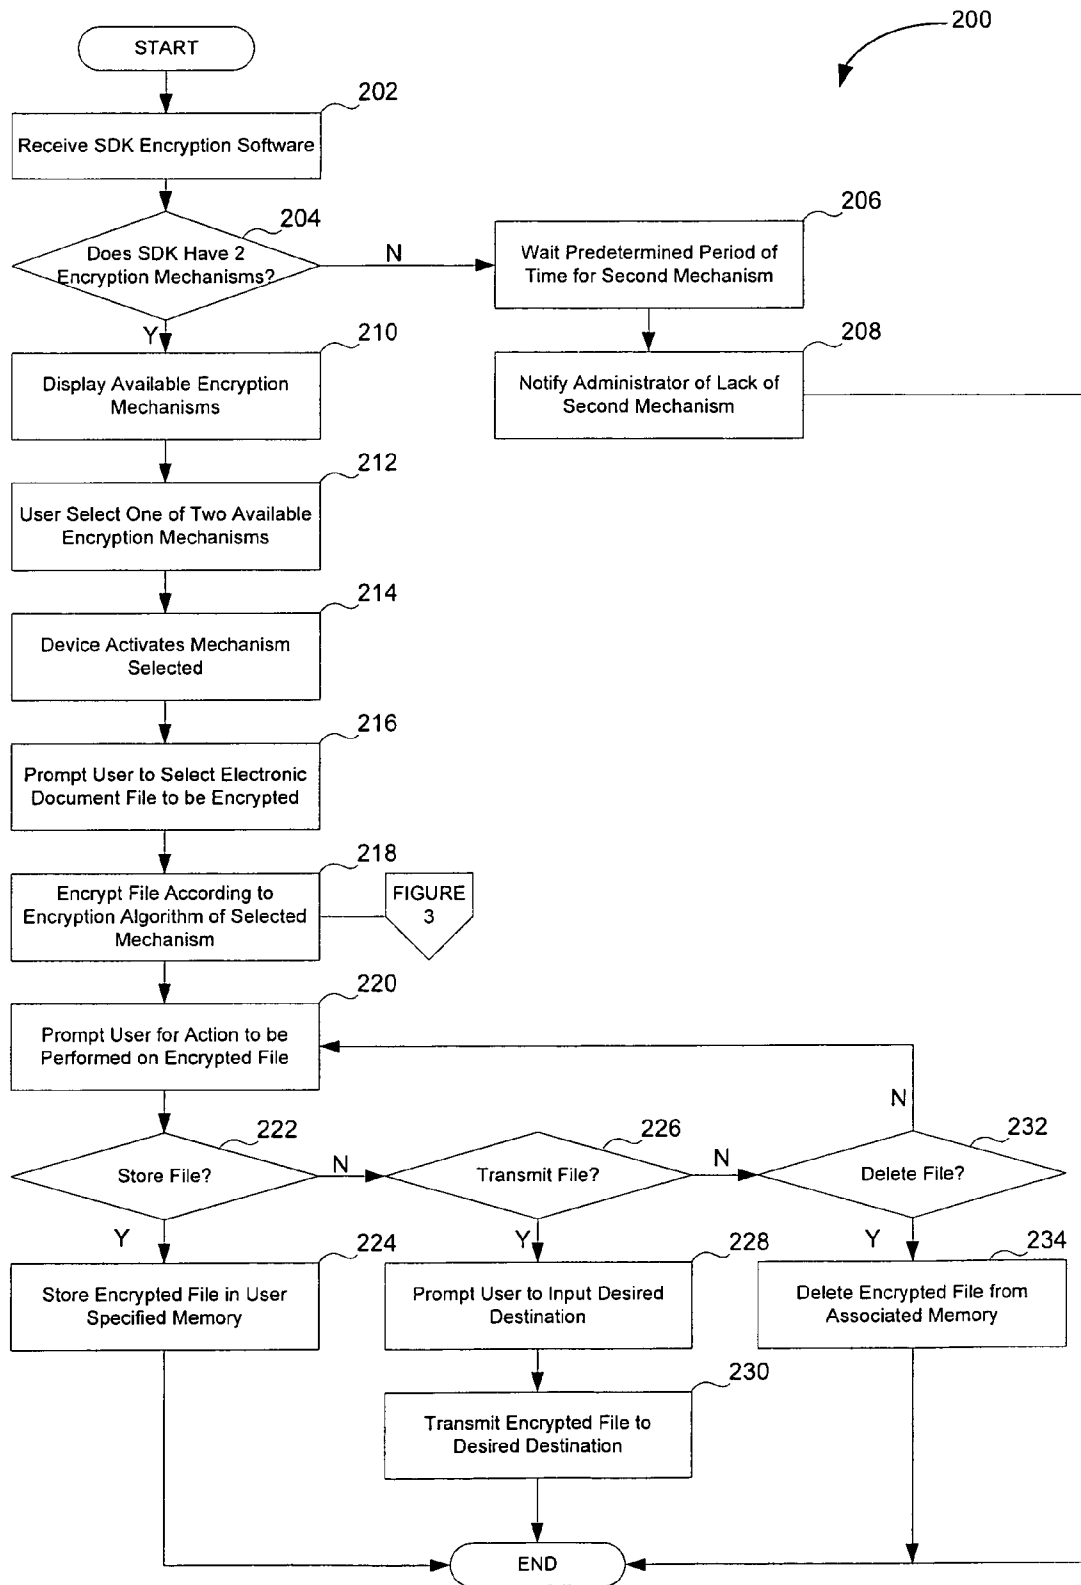 200
START
202
Receive SDK Encryption Software
204
Does SDK Have 2
Encryption Mechanisms?
N
Y
206
Wait Predetermined Period of
Time for Second Mechanism
208
Notify Administrator of Lack of
Second Mechanism
210
Display Available Encryption
Mechanisms
212
User Select One of Two Available
Encryption Mechanisms
214
Device Activates Mechanism
Selected
216
Prompt User to Select Electronic
Document File to be Encrypted
218
Encrypt File According to
Encryption Algorithm of Selected
Mechanism
FIGURE
3
220
Prompt User for Action to be
Performed on Encrypted File
222
Store File?
N
Y
226
Transmit File?
N
Y
232
Delete File?
N
Y
224
Store Encrypted File in User
Specified Memory
228
Prompt User to Input Desired
Destination
234
Delete Encrypted File from
Associated Memory
230
Transmit Encrypted File to
Desired Destination
END